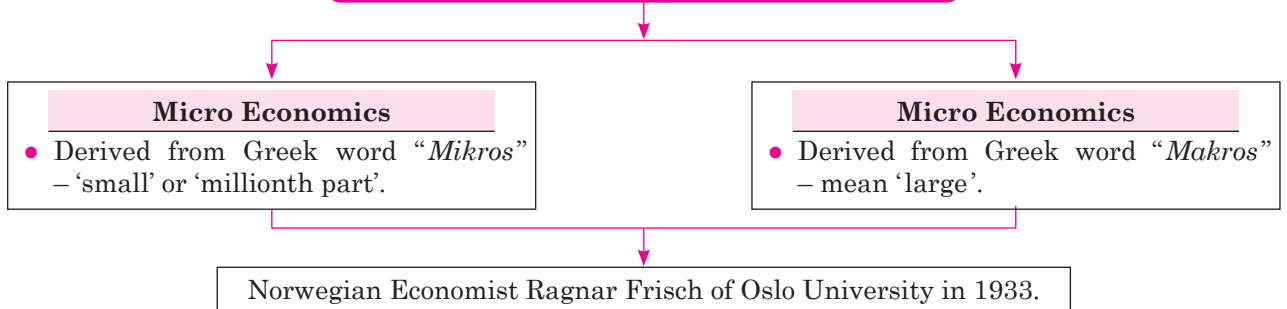 Micro Economics
• Derived from Greek word “Mikros”
– ‘small’ or ‘millionth part’.
Micro Economics
• Derived from Greek word “Makros”
– mean ‘large’.
Norwegian Economist Ragnar Frisch of Oslo University in 1933.